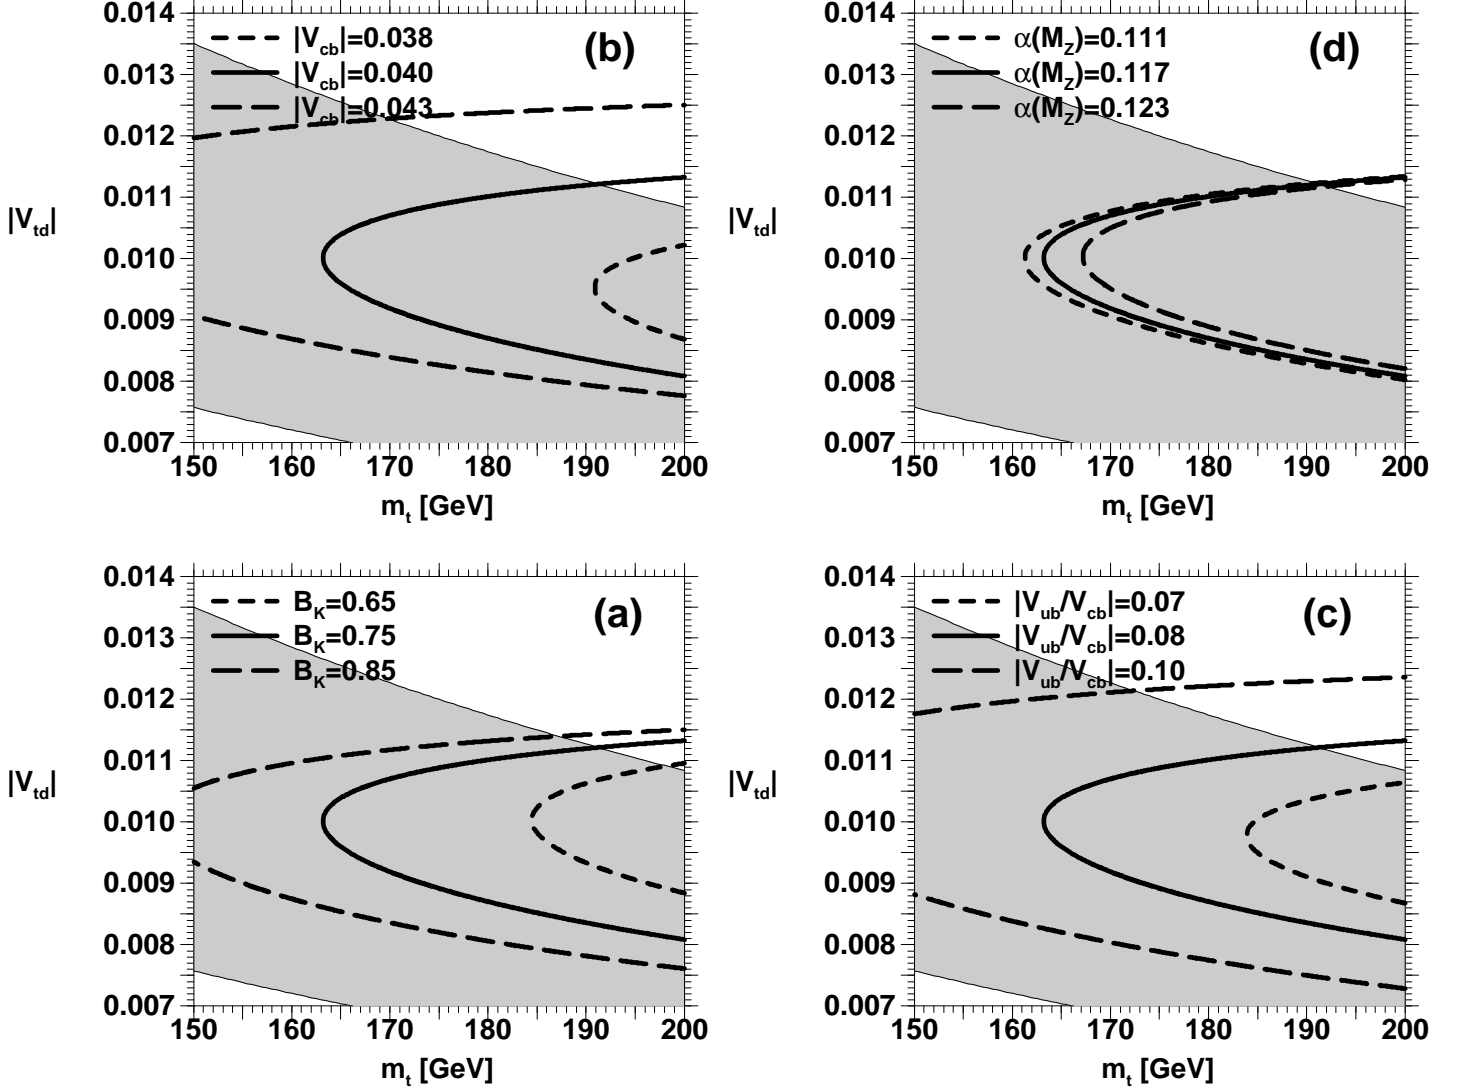 |V_cb|=0.038
|V_cb|=0.040
|V_cb|=0.043
(b)
0.014
0.013
0.012
0.011
0.010
0.009
0.008
0.007
|V_td|
150 160 170 180 190 200
m_t [GeV]
α(M_Z)=0.111
α(M_Z)=0.117
α(M_Z)=0.123
(d)
0.014
0.013
0.012
0.011
0.010
0.009
0.008
0.007
|V_td|
150 160 170 180 190 200
m_t [GeV]
B_K=0.65
B_K=0.75
B_K=0.85
(a)
0.014
0.013
0.012
0.011
0.010
0.009
0.008
0.007
|V_td|
150 160 170 180 190 200
m_t [GeV]
|V_ub/V_cb|=0.07
|V_ub/V_cb|=0.08
|V_ub/V_cb|=0.10
(c)
0.014
0.013
0.012
0.011
0.010
0.009
0.008
0.007
|V_td|
150 160 170 180 190 200
m_t [GeV]